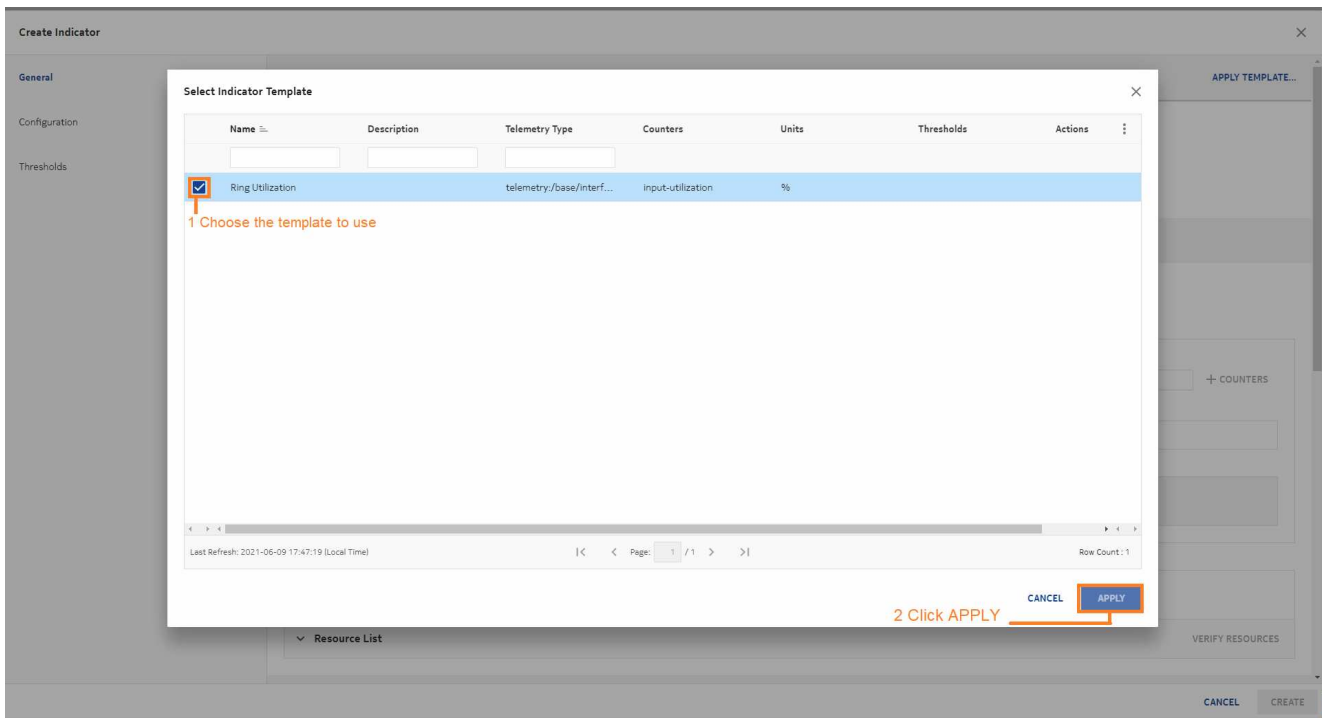 Create Indicator
General
APPLY TEMPLATE...
Select Indicator Template
Configuration
Name Description Telemetry Type Counters Units Thresholds Actions
Thresholds
Ring Utilization telemetry:/base/interf... input-utilization %
1 Choose the template to use
+ COUNTERS
Last Refresh: 2021-06-09 17:47:19 (Local Time) Page: 1 / 1 Row Count : 1
CANCEL APPLY
2 Click APPLY
Resource List VERIFY RESOURCES
CANCEL CREATE